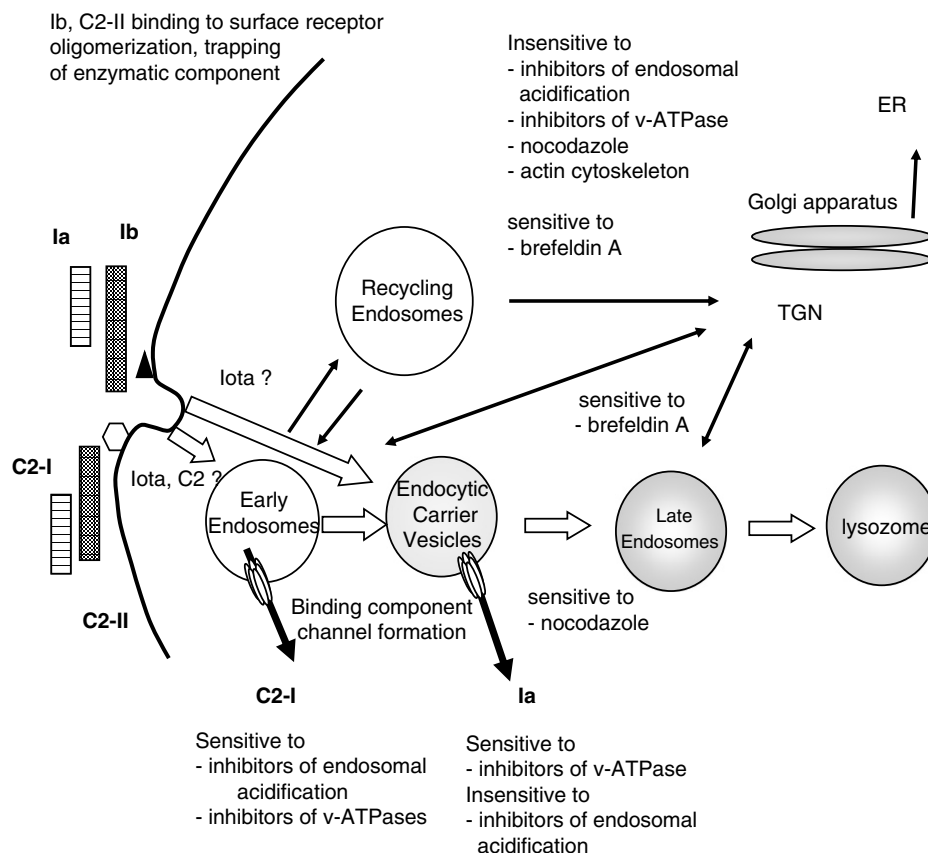 Ib, C2-II binding to surface receptor
oligomerization, trapping
of enzymatic component
Insensitive to
- inhibitors of endosomal
acidification
- inhibitors of v-ATPase
- nocodazole
- actin cytoskeleton
sensitive to
- brefeldin A
ER
Golgi apparatus
TGN
Ia
Ib
Recycling
Endosomes
Iota ?
sensitive to
- brefeldin A
C2-I
Iota, C2 ?
Early
Endosomes
Endocytic
Carrier
Vesicles
Late
Endosomes
lysozome
C2-II
Binding component
channel formation
sensitive to
- nocodazole
C2-I
Ia
Sensitive to
- inhibitors of endosomal
acidification
- inhibitors of v-ATPases
Sensitive to
- inhibitors of v-ATPase
Insensitive to
- inhibitors of endosomal
acidification